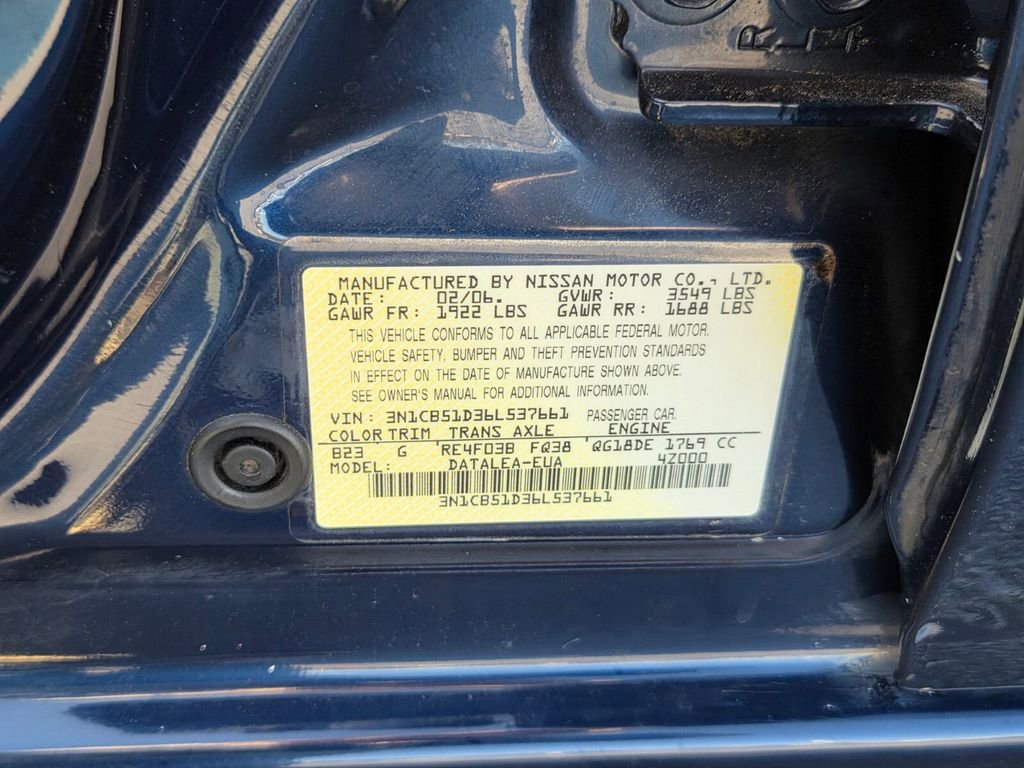 R L
MANUFACTURED BY NISSAN MOTOR CO., LTD.
DATE: 02/06. GVWR: 3549 LBS
GAWR FR: 1922 LBS GAWR RR: 1688 LBS
THIS VEHICLE CONFORMS TO ALL APPLICABLE FEDERAL MOTOR
VEHICLE SAFETY, BUMPER AND THEFT PREVENTION STANDARDS
IN EFFECT ON THE DATE OF MANUFACTURE SHOWN ABOVE.
SEE OWNER'S MANUAL FOR ADDITIONAL INFORMATION.
VIN: 3N1CB51D36L537661 PASSENGER CAR
COLOR TRIM TRANS AXLE ENGINE
B23 G RE4F03B FQ38 QG18DE 1769 CC
MODEL: DATALEA-EUA 4Z000
3N1CB51D36L537661